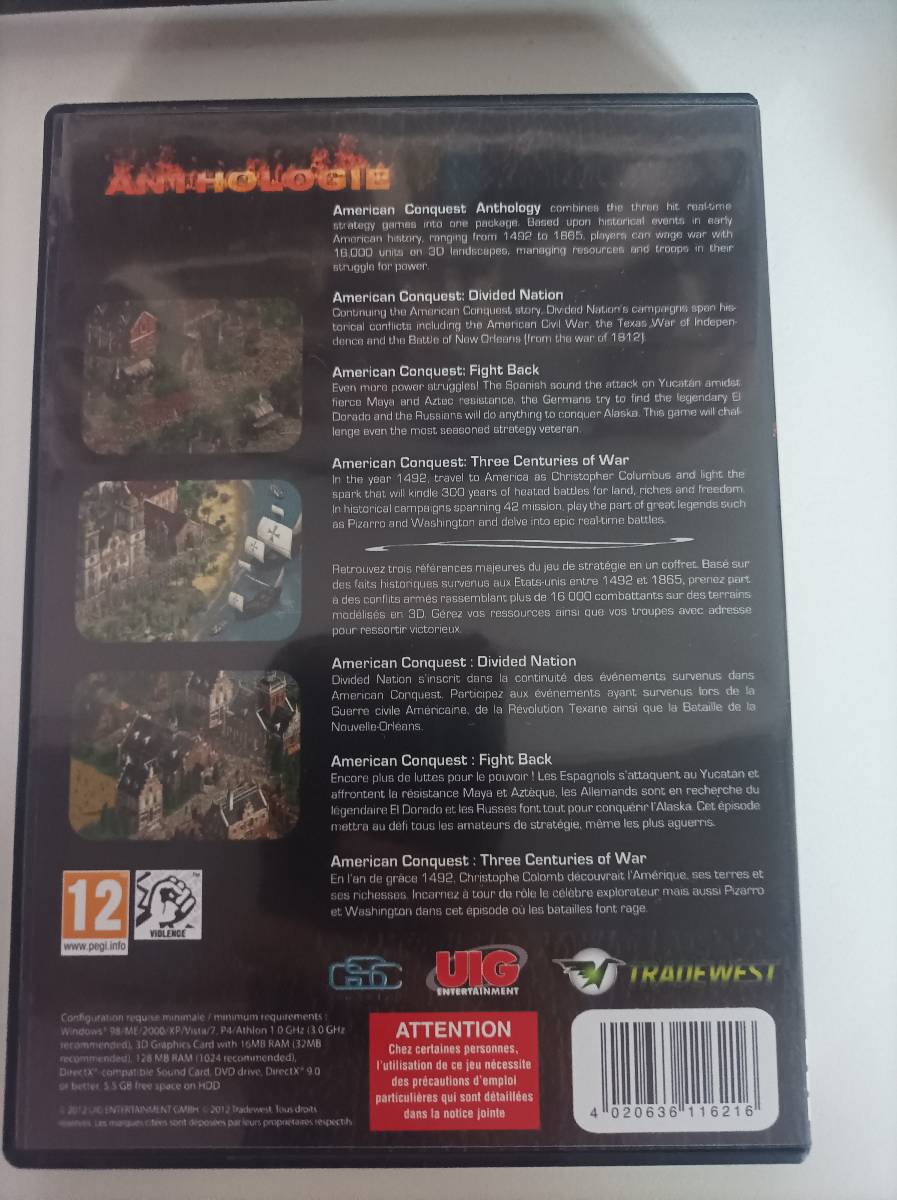 ANTHOLOGIE
American Conquest Anthology combines the three hit real-time
strategy games into one package. Based upon historical events in early
American history, ranging from 1492 to 1865, players can wage war with
16.000 units on 3D landscapes, managing resources and troops in their
struggle for power.
American Conquest: Divided Nation
Continuing the American Conquest story, Divided Nation's campaigns span his-
torical conflicts including the American Civil War, the Texas War of Indepen-
dence and the Battle of New Orleans (from the war of 1812).
American Conquest: Fight Back
Even more power struggles! The Spanish sound the attack on Yucatán amidst
fierce Maya and Aztec resistance, the Germans try to find the legendary El
Dorado and the Russians will do anything to conquer Alaska. This game will chal-
lenge even the most seasoned strategy veteran.
American Conquest: Three Centuries of War
In the year 1492, travel to America as Christopher Columbus and light the
spark that will kindle 300 years of heated battles for land, riches and freedom.
In historical campaigns spanning 42 mission, play the part of great legends such
as Pizarro and Washington and delve into epic real-time battles.
Retrouvez trois références majeures du jeu de stratégie en un coffret. Basé sur
des faits historiques survenus aux Etats-unis entre 1492 et 1865, prenez part
à des conflits armés rassemblant plus de 16 000 combattants sur des terrains
modélisés en 3D. Gérez vos ressources ainsi que vos troupes avec adresse
pour ressortir victorieux.
American Conquest : Divided Nation
Divided Nation s'inscrit dans la continuité des événements survenus dans
American Conquest. Participez aux événements ayant survenus lors de la
Guerre civile Américaine, de la Révolution Texane ainsi que la Bataille de la
Nouvelle-Orléans.
American Conquest : Fight Back
Encore plus de luttes pour le pouvoir ! Les Espagnols s'attaquent au Yucatán et
affrontent la résistance Maya et Aztèque, les Allemands sont en recherche du
légendaire El Dorado et les Russes font tout pour conquérir l'Alaska. Cet épisode
mettra au défi tous les amateurs de stratégie, même les plus aguerris.
American Conquest : Three Centuries of War
En l'an de grâce 1492, Christophe Colomb découvrait l'Amérique, ses terres et
ses richesses. Incarnez à tour de rôle le célèbre explorateur mais aussi Pizarro
et Washington dans cet épisode où les batailles font rage.
12
www.pegi.info
VIOLENCE
GSC
UIG
ENTERTAINMENT
TRADEWEST
Configuration requise minimale / minimum requirements :
Windows® 98/ME/2000/XP/Vista/7, P4/Athlon 1.0 GHz (3.0 GHz
recommended), 3D Graphics Card with 16MB RAM (32MB
recommended), 128 MB RAM (1024 recommended),
DirectX®-compatible Sound Card, DVD drive, DirectX® 9.0
or better, 5.5 GB free space on HDD
© 2012 UIG ENTERTAINMENT GMBH © 2012 Tradewest. Tous droits
réservés. Les marques citées sont déposées par leurs propriétaires respectifs.
ATTENTION
Chez certaines personnes,
l'utilisation de ce jeu nécessite
des précautions d'emploi
particulières qui sont détaillées
dans la notice jointe
4 020636 116216